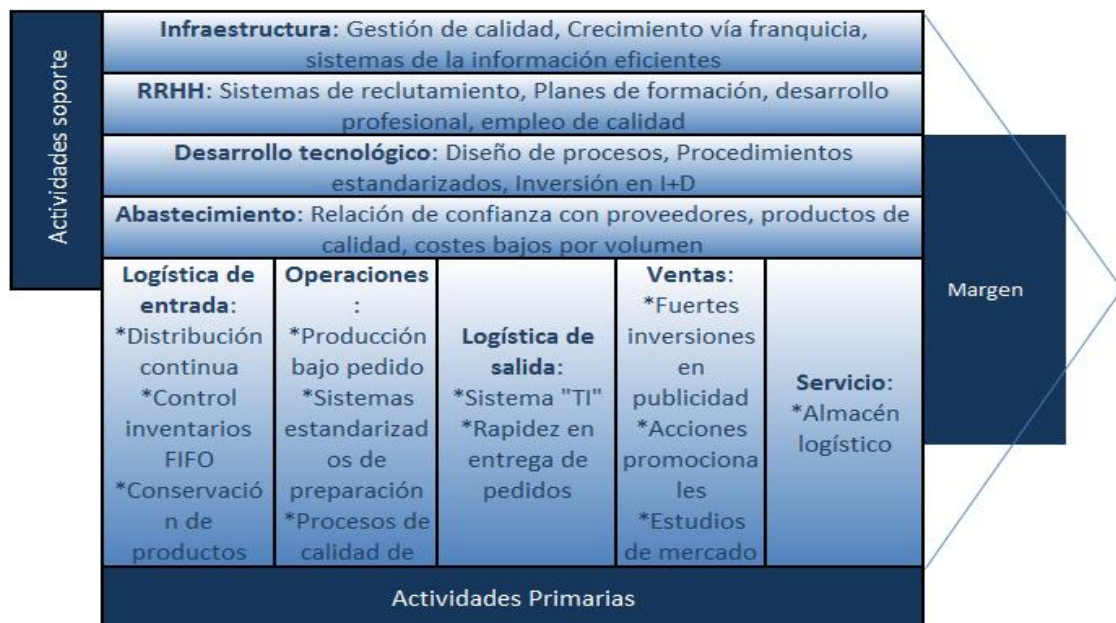 Actividades soporte
Infraestructura: Gestión de calidad, Crecimiento vía franquicia,
sistemas de la información eficientes
RRHH: Sistemas de reclutamiento, Planes de formación, desarrollo
profesional, empleo de calidad
Desarrollo tecnológico: Diseño de procesos, Procedimientos
estandarizados, Inversión en I+D
Abastecimiento: Relación de confianza con proveedores, productos de
calidad, costes bajos por volumen
Logística de
entrada:
*Distribución
continua
*Control
inventarios
FIFO
*Conservació
n de
productos
Operaciones
:
*Producción
bajo pedido
*Sistemas
estandarizad
os de
preparación
*Procesos de
calidad de
Logística de
salida:
*Sistema "TI"
*Rapidez en
entrega de
pedidos
Ventas:
*Fuertes
inversiones
en
publicidad
*Acciones
promociona
les
*Estudios
de mercado
Servicio:
*Almacén
logístico
Margen
Actividades Primarias